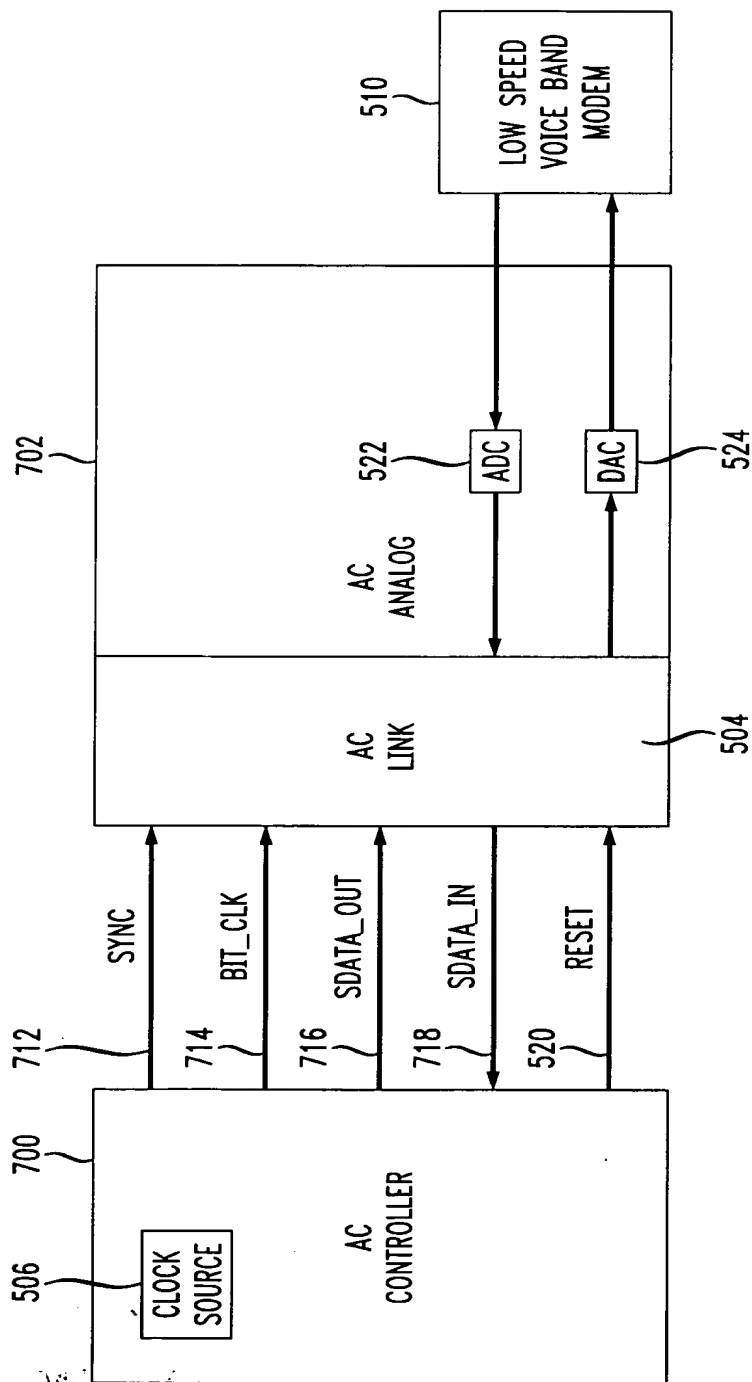 700
506
CLOCK
SOURCE
AC
CONTROLLER
712
SYNC
714
BIT_CLK
716
SDATA_OUT
718
SDATA_IN
520
RESET
702
AC
LINK
504
AC
ANALOG
522
ADC
DAC
524
510
LOW SPEED
VOICE BAND
MODEM